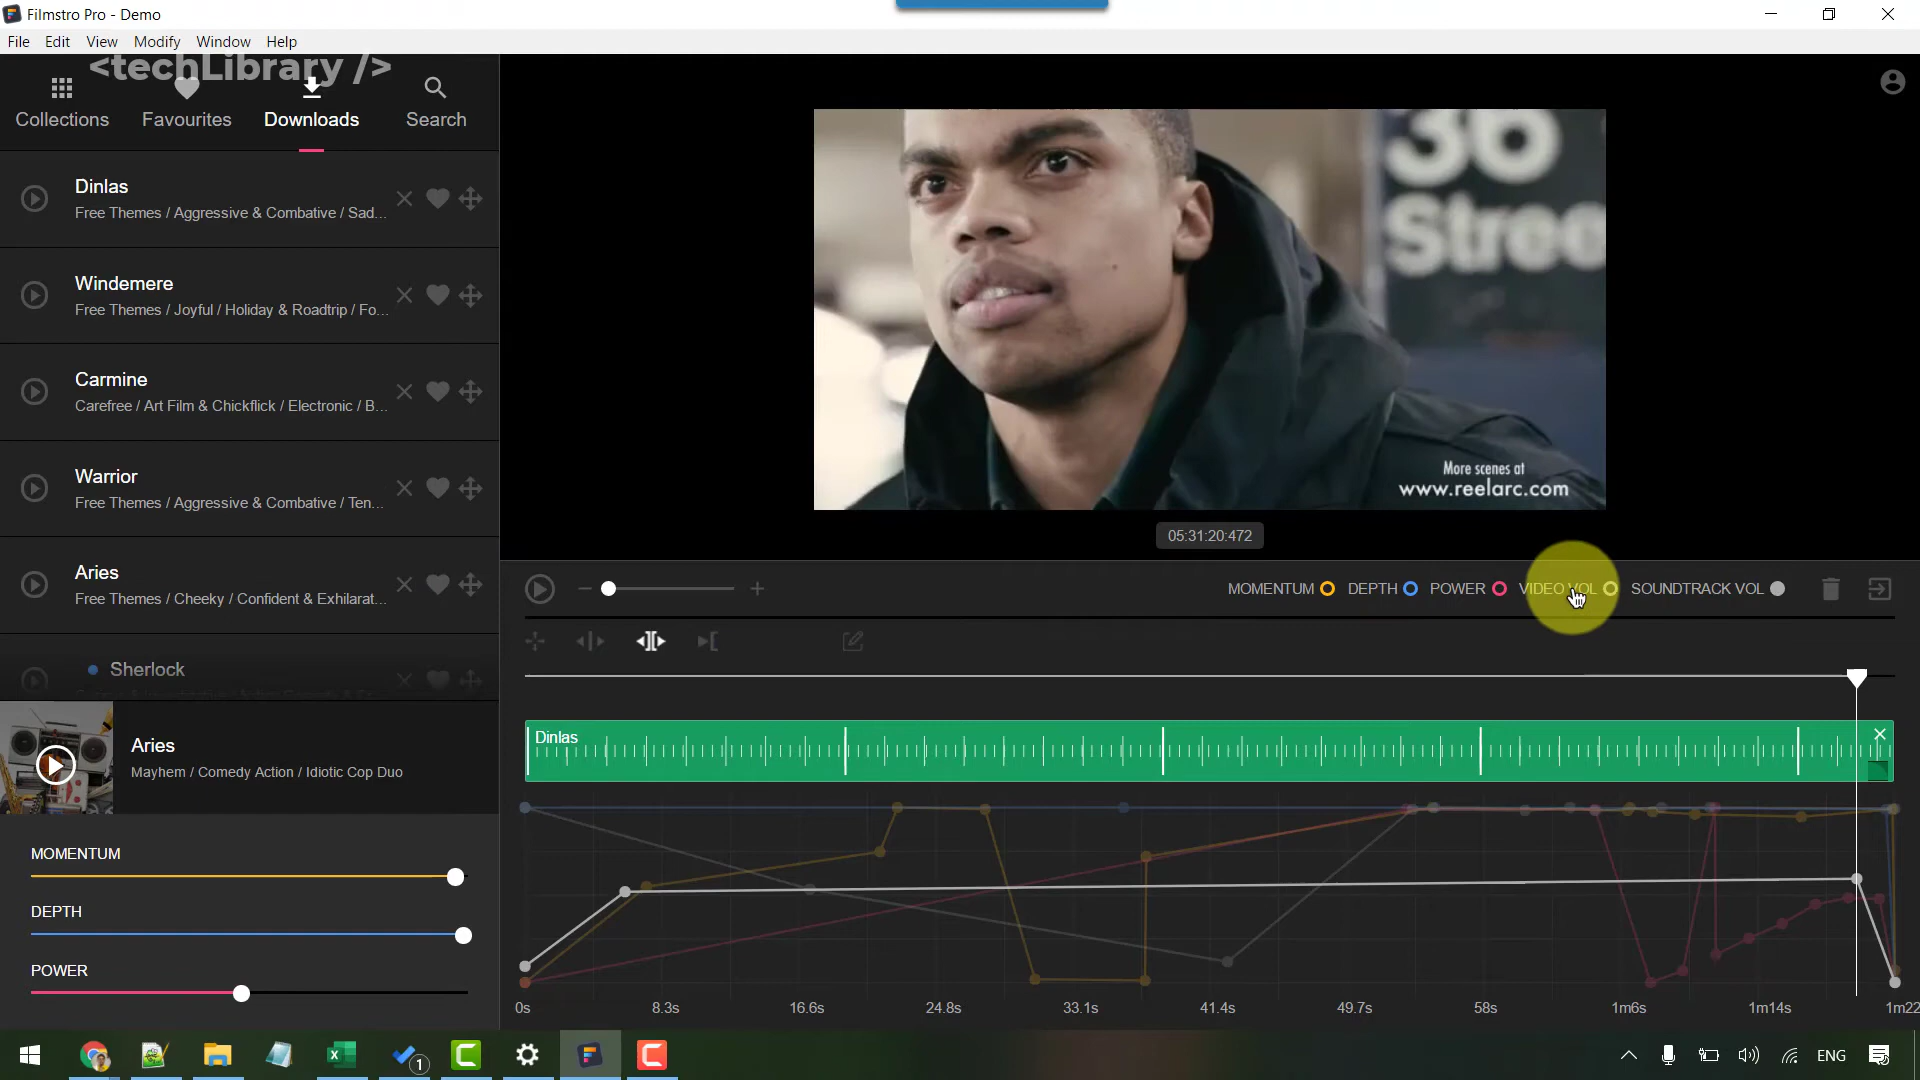 Filmstro Pro - Demo
File Edit View Modify Window Help
<techLibrary />
Collections Favourites Downloads Search
Dinlas
Free Themes / Aggressive & Combative / Sad...
Windemere
Free Themes / Joyful / Holiday & Roadtrip / Fo...
Carmine
Carefree / Art Film & Chickflick / Electronic / B...
Warrior
Free Themes / Aggressive & Combative / Ten...
Aries
Free Themes / Cheeky / Confident & Exhilarat...
Sherlock
Aries
Mayhem / Comedy Action / Idiotic Cop Duo
MOMENTUM
DEPTH
POWER
36
Stree
More scenes at
www.reelarc.com
05:31:20:472
MOMENTUM DEPTH POWER VIDEO VOL SOUNDTRACK VOL
Dinlas
0s 8.3s 16.6s 24.8s 33.1s 41.4s 49.7s 58s 1m6s 1m14s 1m22
1 ENG